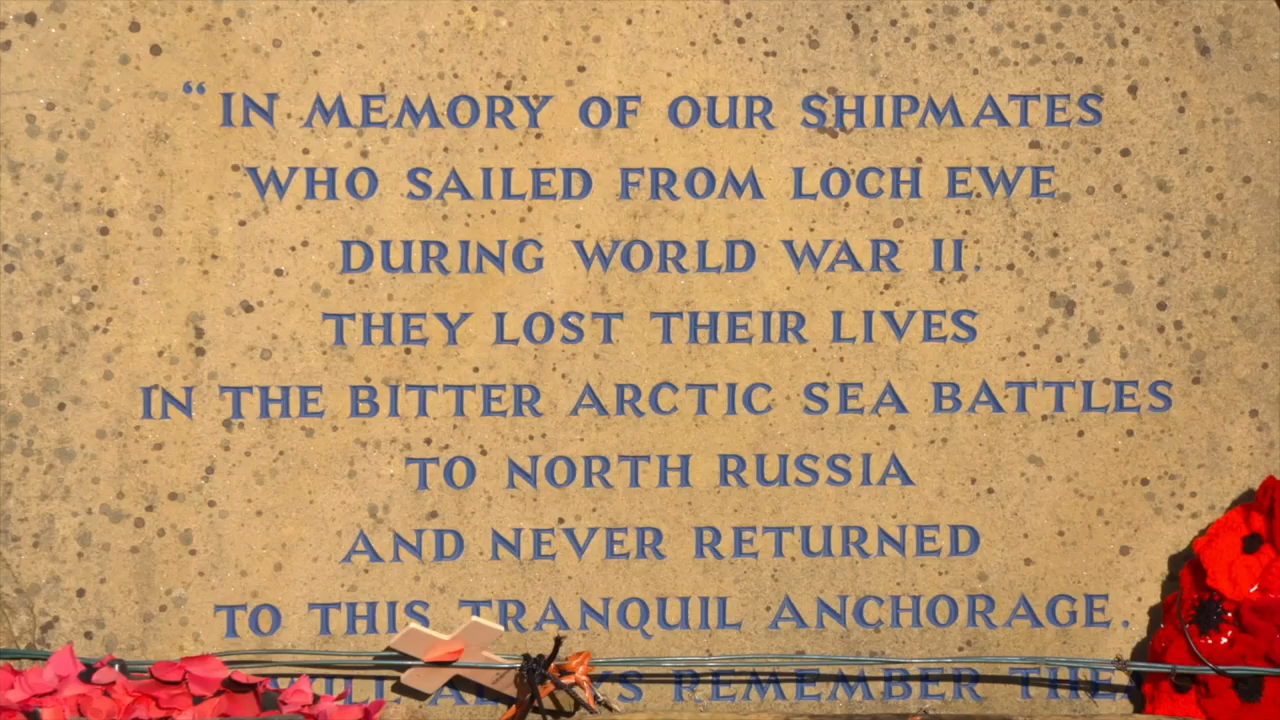 “IN MEMORY OF OUR SHIPMATES
WHO SAILED FROM LOCH EWE
DURING WORLD WAR II.
THEY LOST THEIR LIVES
IN THE BITTER ARCTIC SEA BATTLES
TO NORTH RUSSIA
AND NEVER RETURNED
TO THIS TRANQUIL ANCHORAGE.
REMEMBER